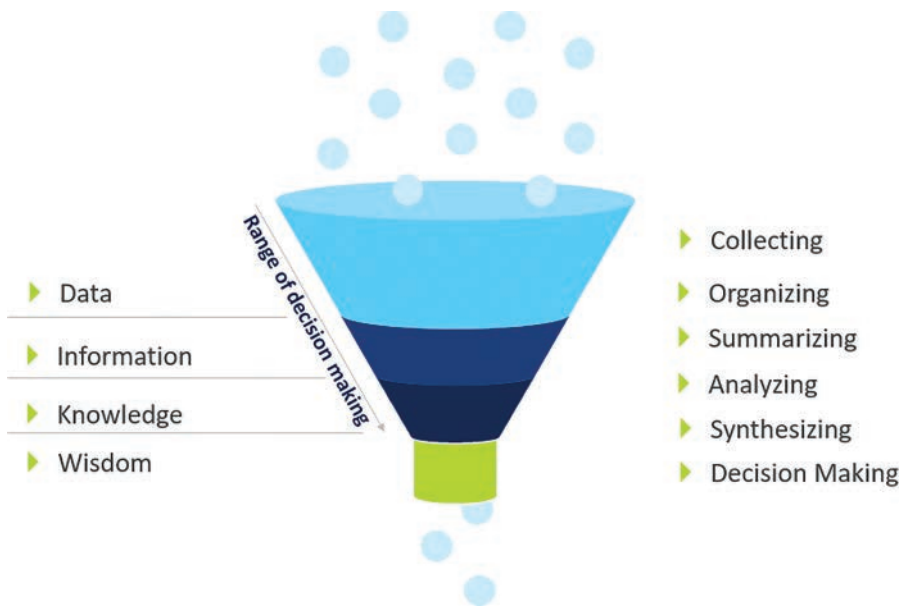 Range of decision making
Data
Information
Knowledge
Wisdom
Collecting
Organizing
Summarizing
Analyzing
Synthesizing
Decision Making